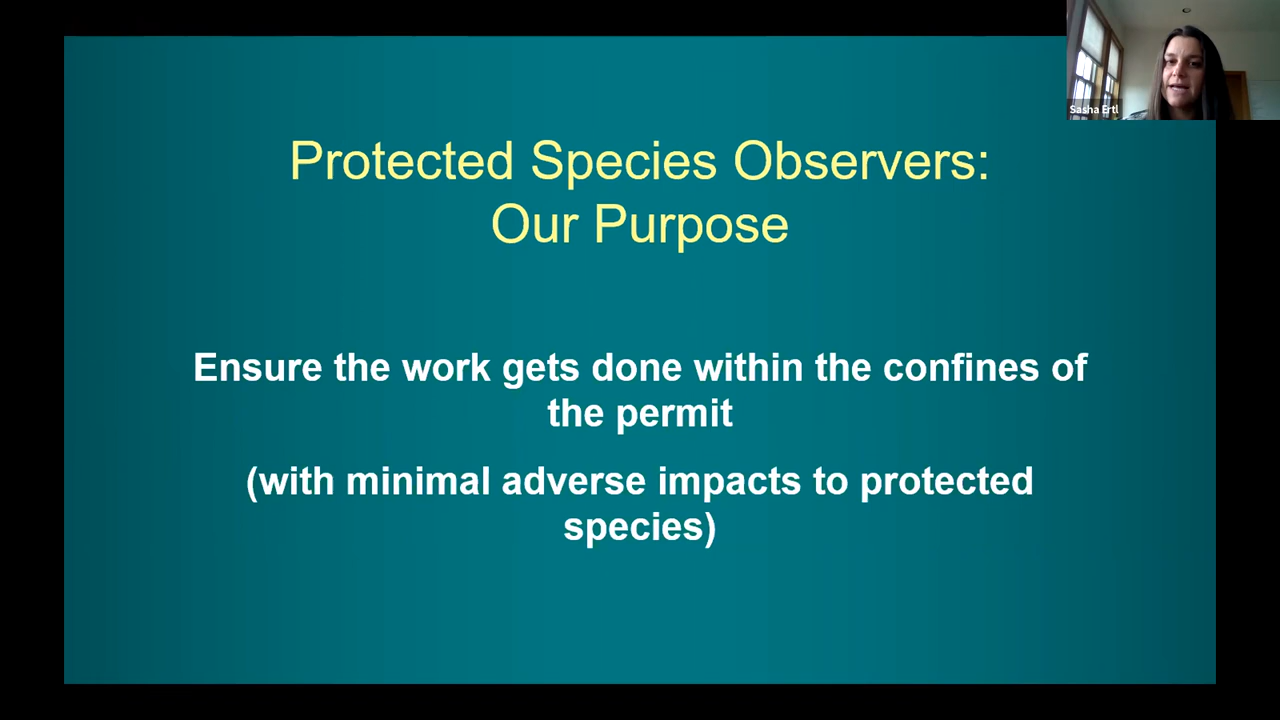 Sasha Ertl
Protected Species Observers:
Our Purpose
Ensure the work gets done within the confines of
the permit
(with minimal adverse impacts to protected
species)